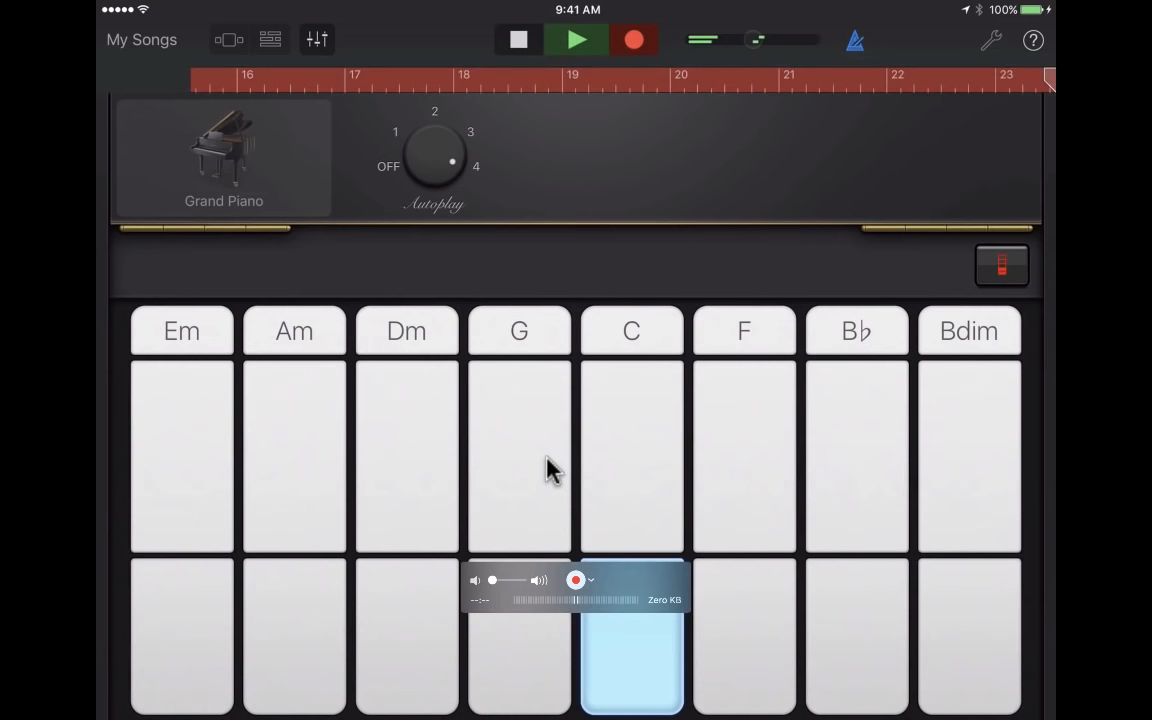 9:41 AM
100%
My Songs
?
16 17 18 19 20 21 22 23
2
1 3
OFF 4
Autoplay
Grand Piano
Em Am Dm G C F B♭ Bdim
--:-- Zero KB